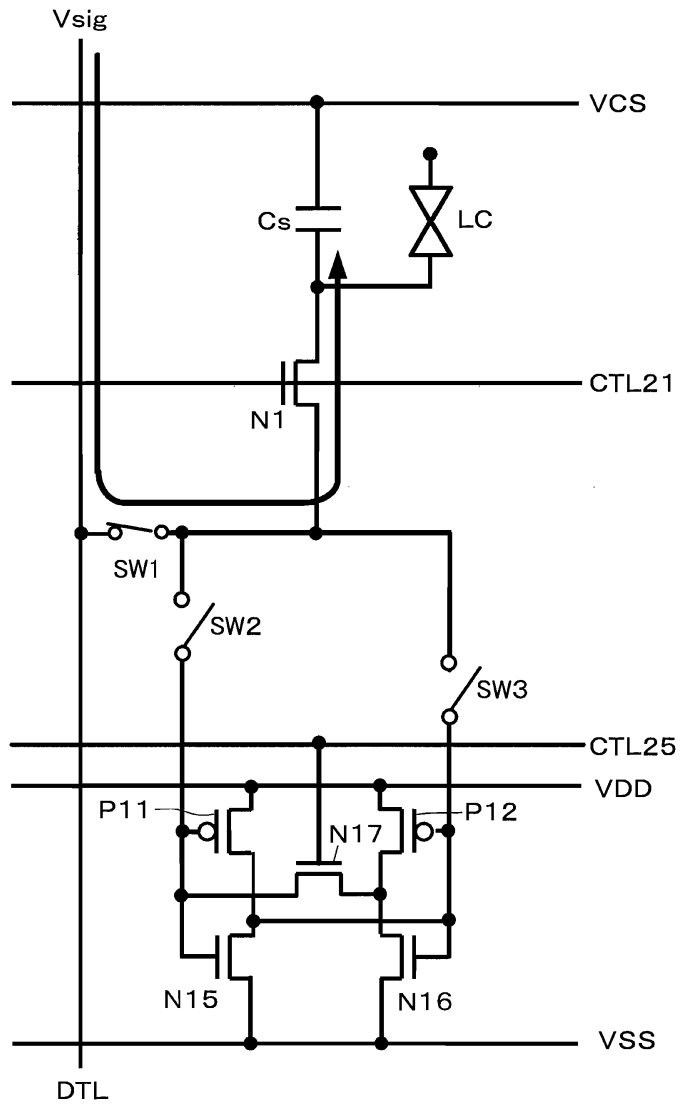 Vsig
VCS
Cs
LC
CTL21
N1
SW1
SW2
SW3
CTL25
VDD
P11
P12
N17
N15
N16
VSS
DTL